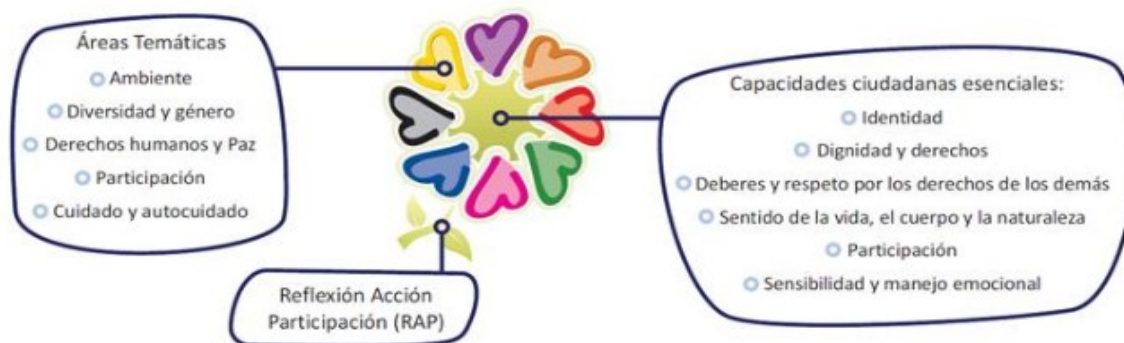 Áreas Temáticas
Ambiente
Diversidad y género
Derechos humanos y Paz
Participación
Cuidado y autocuidado
Reflexión Acción
Participación (RAP)
Capacidades ciudadanas esenciales:
Identidad
Dignidad y derechos
Deberes y respeto por los derechos de los demás
Sentido de la vida, el cuerpo y la naturaleza
Participación
Sensibilidad y manejo emocional